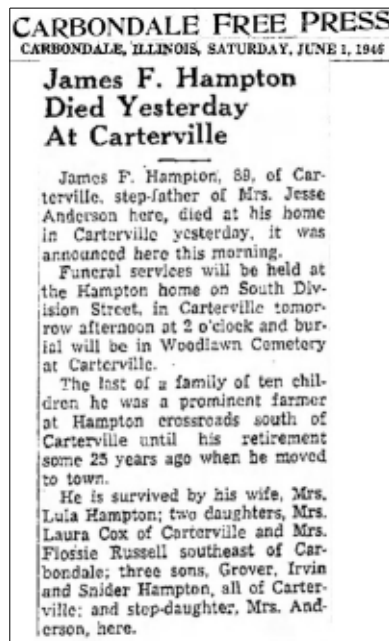 CARBONDALE FREE PRESS
CARBONDALE, ILLINOIS, SATURDAY, JUNE 1, 1946
James F. Hampton
Died Yesterday
At Carterville
James F. Hampton, 89, of Car-
terville, step-father of Mrs. Jesse
Anderson here, died at his home
in Carterville yesterday, it was
announced here this morning.
Funeral services will be held at
the Hampton home on South Div-
ision Street, in Carterville tomor-
row afternoon at 2 o'clock and bur-
ial will be in Woodlawn Cemetery
at Carterville.
The last of a family of ten chil-
dren he was a prominent farmer
at Hampton crossroads south of
Carterville until his retirement
some 25 years ago when he moved
to town.
He is survived by his wife, Mrs.
Lula Hampton; two daughters, Mrs.
Laura Cox of Carterville and Mrs.
Flossie Russell southeast of Car-
bondale; three sons, Grover, Irvin
and Snider Hampton, all of Carter-
ville; and step-daughter, Mrs. And-
erson, here.